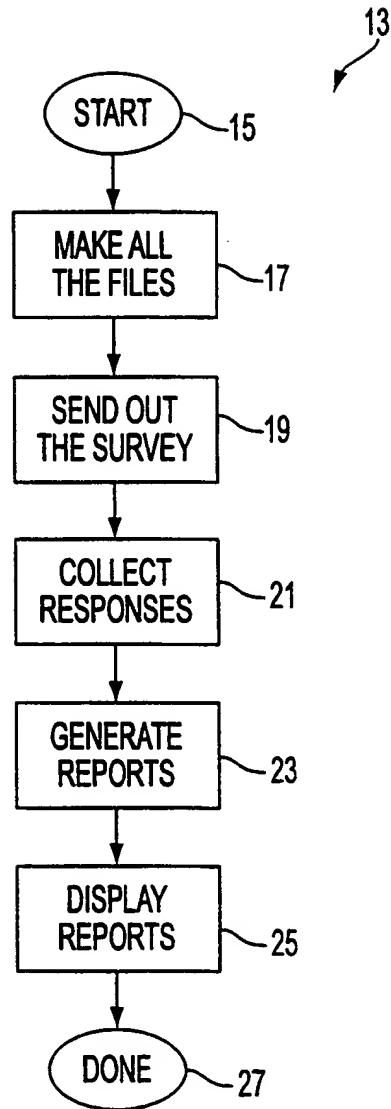 13
START
15
MAKE ALL
THE FILES
17
SEND OUT
THE SURVEY
19
COLLECT
RESPONSES
21
GENERATE
REPORTS
23
DISPLAY
REPORTS
25
DONE
27